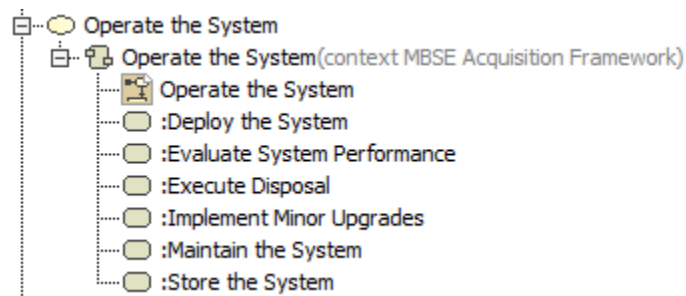 Operate the System
Operate the System(context MBSE Acquisition Framework)
Operate the System
:Deploy the System
:Evaluate System Performance
:Execute Disposal
:Implement Minor Upgrades
:Maintain the System
:Store the System